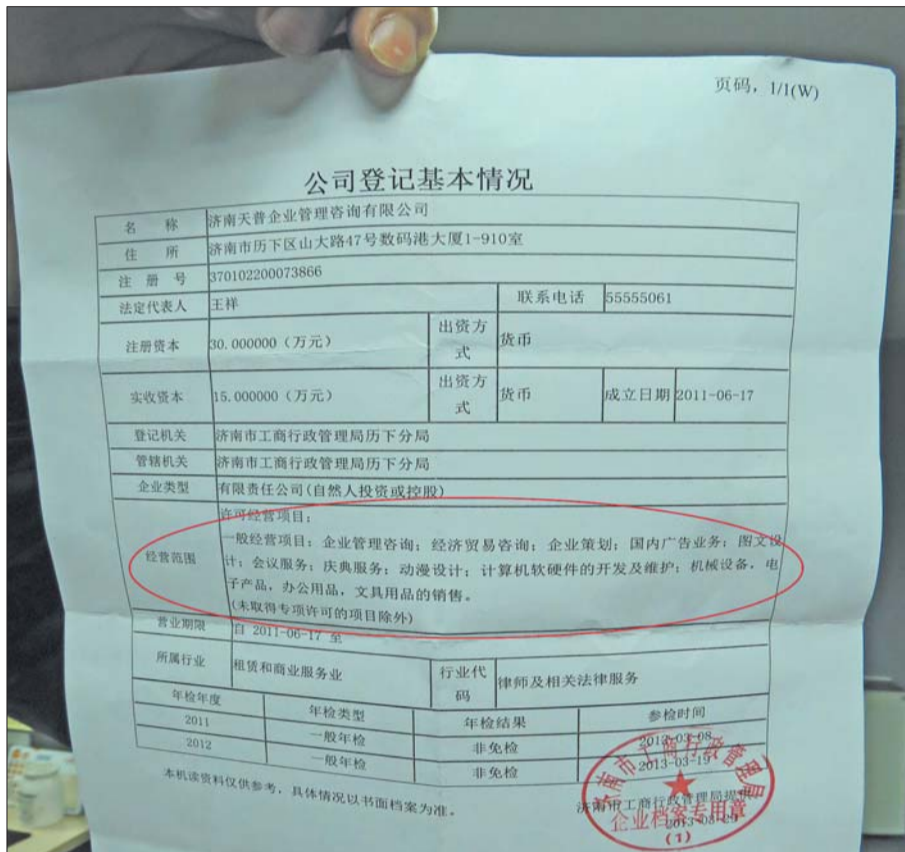 页码，1/1(W)
公司登记基本情况
名 称 济南天普企业管理咨询有限公司
住 所 济南市历下区山大路47号数码港大厦1-910室
注 册 号 370102200073866
法定代表人 王祥 联系电话 55555061
注册资本 30.000000（万元） 出资方式 货币
实收资本 15.000000（万元） 出资方式 货币 成立日期 2011-06-17
登记机关 济南市工商行政管理局历下分局
管辖机关 济南市工商行政管理局历下分局
企业类型 有限责任公司(自然人投资或控股)
经营范围 许可经营项目：
一般经营项目：企业管理咨询；经济贸易咨询；企业策划；国内广告业务；图文设
计；会议服务；庆典服务；动漫设计；计算机软硬件的开发及维护；机械设备，电
子产品，办公用品，文具用品的销售。
(未取得专项许可的项目除外)
营业期限 自 2011-06-17 至
所属行业 租赁和商业服务业 行业代码 律师及相关法律服务
年检年度 年检类型 年检结果 参检时间
2011 一般年检 非免检 2012-03-08
2012 一般年检 非免检 2013-03-19
本机读资料仅供参考，具体情况以书面档案为准。
济南市工商行政管理局提供
2013-03-29
济南市工商行政管理局
企业档案专用章
(1)